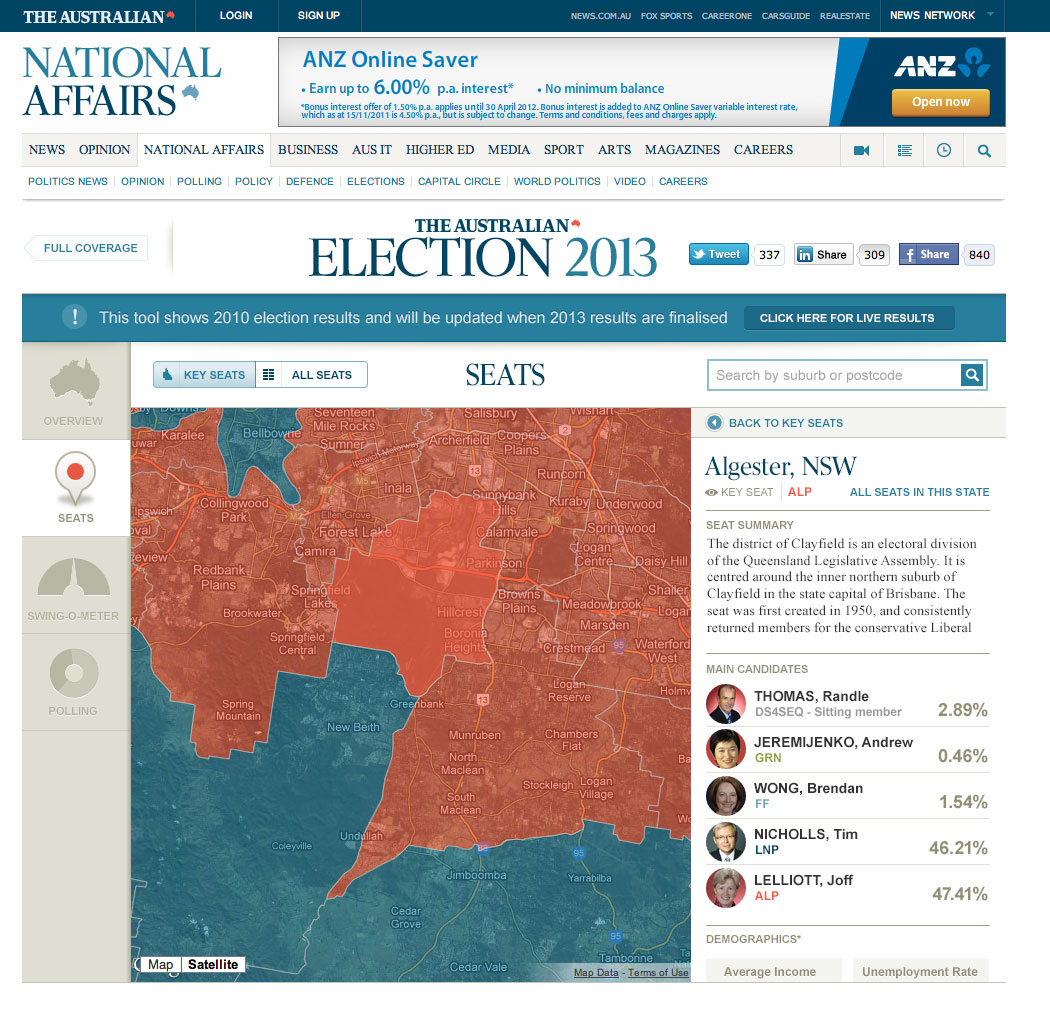 THE AUSTRALIAN
LOGIN
SIGN UP
NEWS.COM.AU FOX SPORTS CAREERONE CARSGUIDE REALESTATE
NEWS NETWORK
NATIONAL
AFFAIRS
ANZ Online Saver
• Earn up to 6.00% p.a. interest* • No minimum balance
*Bonus interest offer of 1.50% p.a. applies until 30 April 2012. Bonus interest is added to ANZ Online Saver variable interest rate,
which as at 15/11/2011 is 4.50% p.a., but is subject to change. Terms and conditions, fees and charges apply.
ANZ
Open now
NEWS OPINION NATIONAL AFFAIRS BUSINESS AUS IT HIGHER ED MEDIA SPORT ARTS MAGAZINES CAREERS
POLITICS NEWS OPINION POLLING POLICY DEFENCE ELECTIONS CAPITAL CIRCLE WORLD POLITICS VIDEO CAREERS
FULL COVERAGE
THE AUSTRALIAN
ELECTION 2013
Tweet 337
in Share 309
f Share 840
! This tool shows 2010 election results and will be updated when 2013 results are finalised
CLICK HERE FOR LIVE RESULTS
OVERVIEW
SEATS
SWING-O-METER
POLLING
KEY SEATS
ALL SEATS
SEATS
Search by suburb or postcode
Seventeen
Mile Rocks
Salisbury
Karalee
Bellbowrie
Sumner
Ipswich Motorway
Archerfield
Coopers
Plains
2
13
M5
M7
Runcorn
Inala
Sunnybank
Hills
Kuraby
Underwood
Collingwood
Park
Ipswich
Ellen Grove
M2
Forest Lake
Calamvale
Springwood
Camira
Logan
Centre
Daisy Hill
Parkinson
Redbank
Plains
Springfield
Lakes
Browns
Plains
Shailer
Brookwater
Hillcrest
Meadowbrook
Logan
Marsden
Boronia
Heights
Springfield
Central
Crestmead
95
Waterford
West
Logan
Reserve
Spring
Mountain
Greenbank
13
New Beith
Munruben
Chambers
Flat
North
Maclean
Stockleigh
Logan
Village
South
Maclean
Undullah
Coleyville
95
Jimboomba
Yarrabilba
Cedar
Grove
95
Tamborine
Cedar Vale
Map
Satellite
Map Data - Terms of Use
BACK TO KEY SEATS
Algester, NSW
KEY SEAT ALP ALL SEATS IN THIS STATE
SEAT SUMMARY
The district of Clayfield is an electoral division
of the Queensland Legislative Assembly. It is
centred around the inner northern suburb of
Clayfield in the state capital of Brisbane. The
seat was first created in 1950, and consistently
returned members for the conservative Liberal
MAIN CANDIDATES
THOMAS, Randle
DS4SEQ - Sitting member 2.89%
JEREMIJENKO, Andrew
GRN 0.46%
WONG, Brendan
FF 1.54%
NICHOLLS, Tim
LNP 46.21%
LELLIOTT, Joff
ALP 47.41%
DEMOGRAPHICS*
Average Income
Unemployment Rate